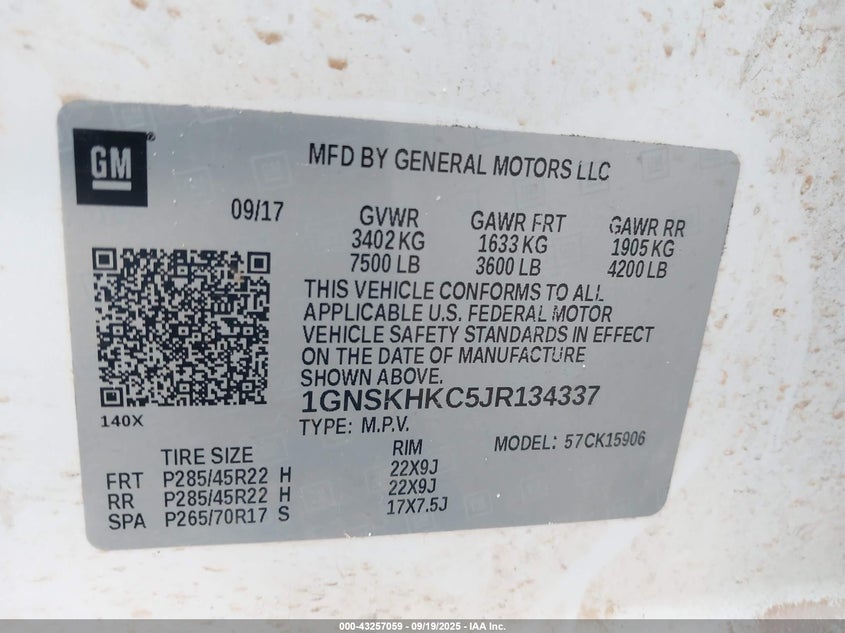 GM
MFD BY GENERAL MOTORS LLC
09/17
GVWR GAWR FRT GAWR RR
3402 KG 1633 KG 1905 KG
7500 LB 3600 LB 4200 LB
THIS VEHICLE CONFORMS TO ALL
APPLICABLE U.S. FEDERAL MOTOR
VEHICLE SAFETY STANDARDS IN EFFECT
ON THE DATE OF MANUFACTURE
SHOWN ABOVE.
1GNSKHKC5JR134337
140X
TYPE: M.P.V. MODEL: 57CK15906
TIRE SIZE RIM
FRT P285/45R22 H 22X9J
RR P285/45R22 H 22X9J
SPA P265/70R17 S 17X7.5J
000-43257059 - 09/19/2025 - IAA Inc.